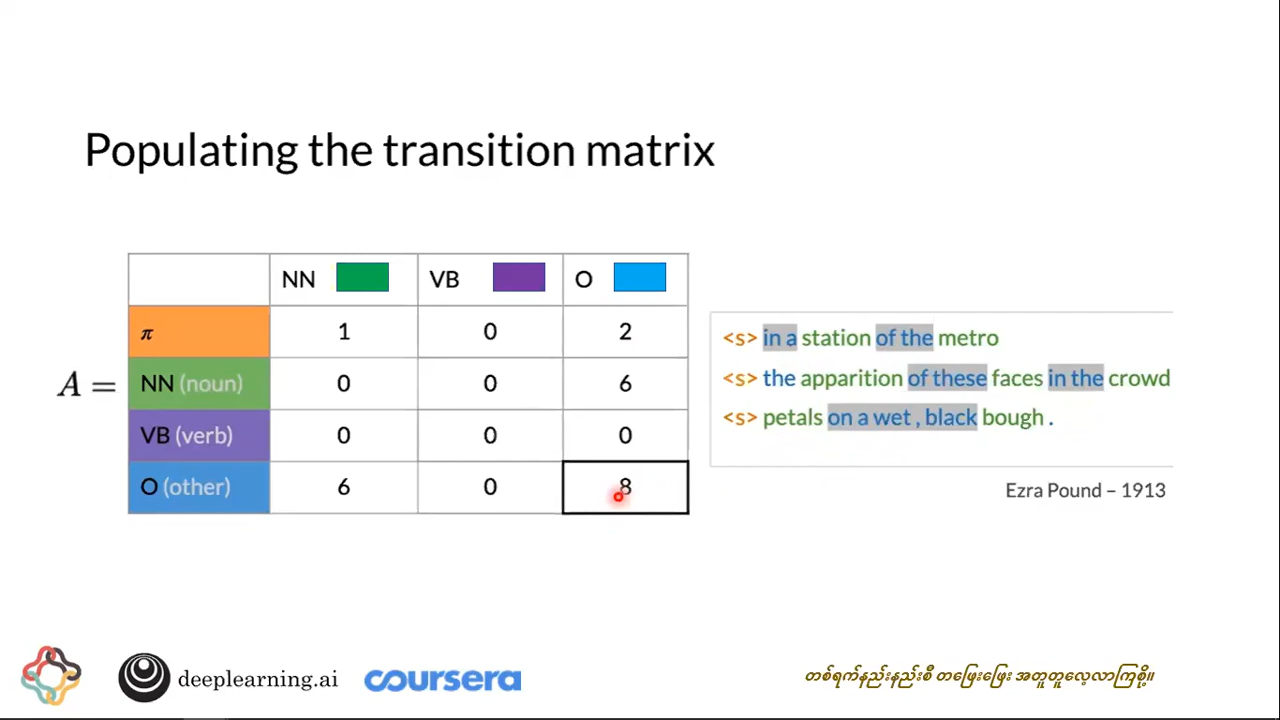 Populating the transition matrix
NN VB O
π 1 0 2
A = NN (noun) 0 0 6
VB (verb) 0 0 0
O (other) 6 0 8
<s> in a station of the metro
<s> the apparition of these faces in the crowd
<s> petals on a wet , black bough .
Ezra Pound – 1913
deeplearning.ai coursera
တစ်ရက်နည်းနည်းစီ တဖြေးဖြေး အတူတူလေ့လာကြစို့။